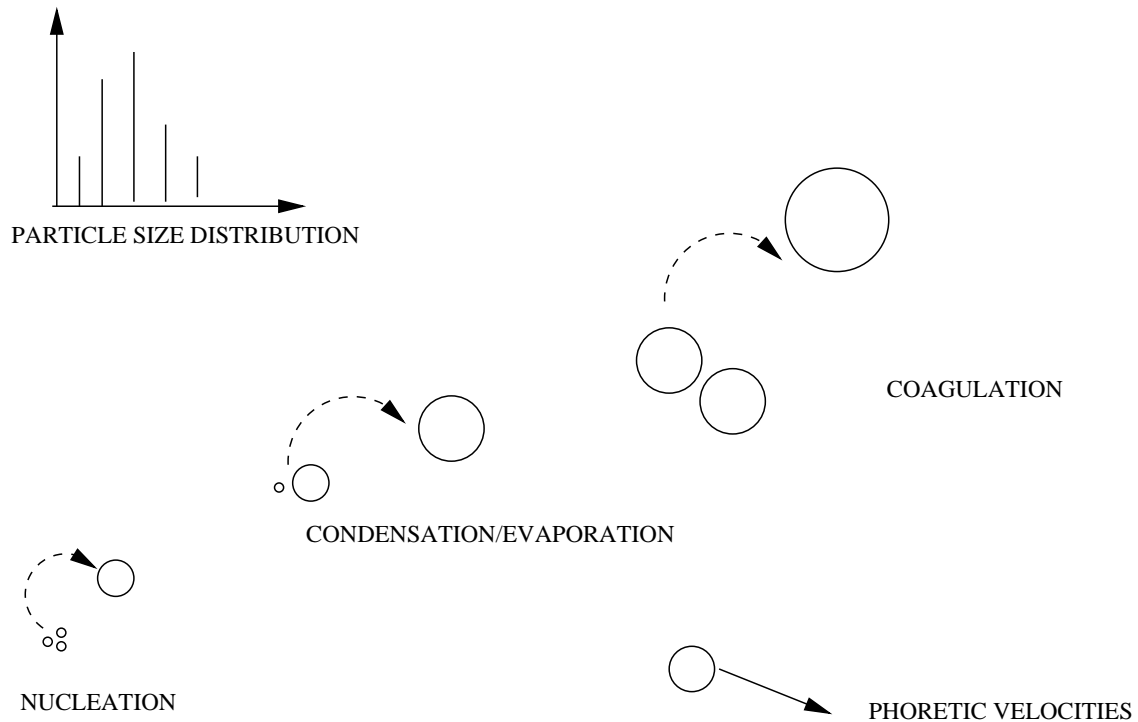 PARTICLE SIZE DISTRIBUTION
COAGULATION
CONDENSATION/EVAPORATION
NUCLEATION
PHORETIC VELOCITIES